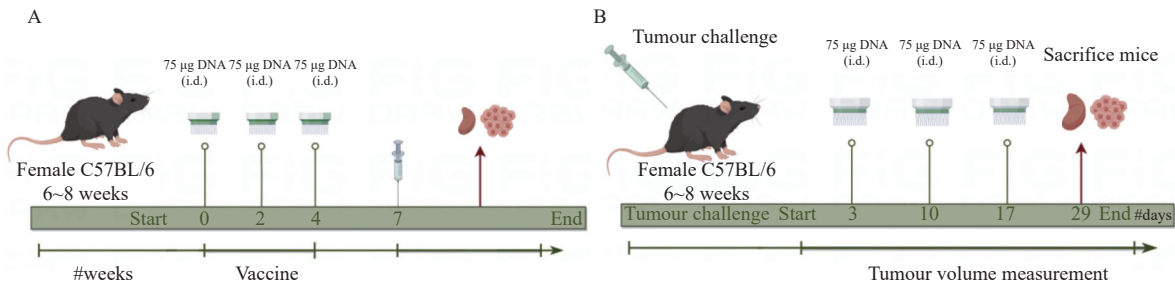 A
75 μg DNA 75 μg DNA 75 μg DNA
(i.d.) (i.d.) (i.d.)
Female C57BL/6
6~8 weeks
Start 0 2 4 7 End
#weeks Vaccine
B
Tumour challenge
75 μg DNA 75 μg DNA 75 μg DNA
(i.d.) (i.d.) (i.d.)
Sacrifice mice
Female C57BL/6
6~8 weeks
Tumour challenge Start 3 10 17 29 End #days
Tumour volume measurement